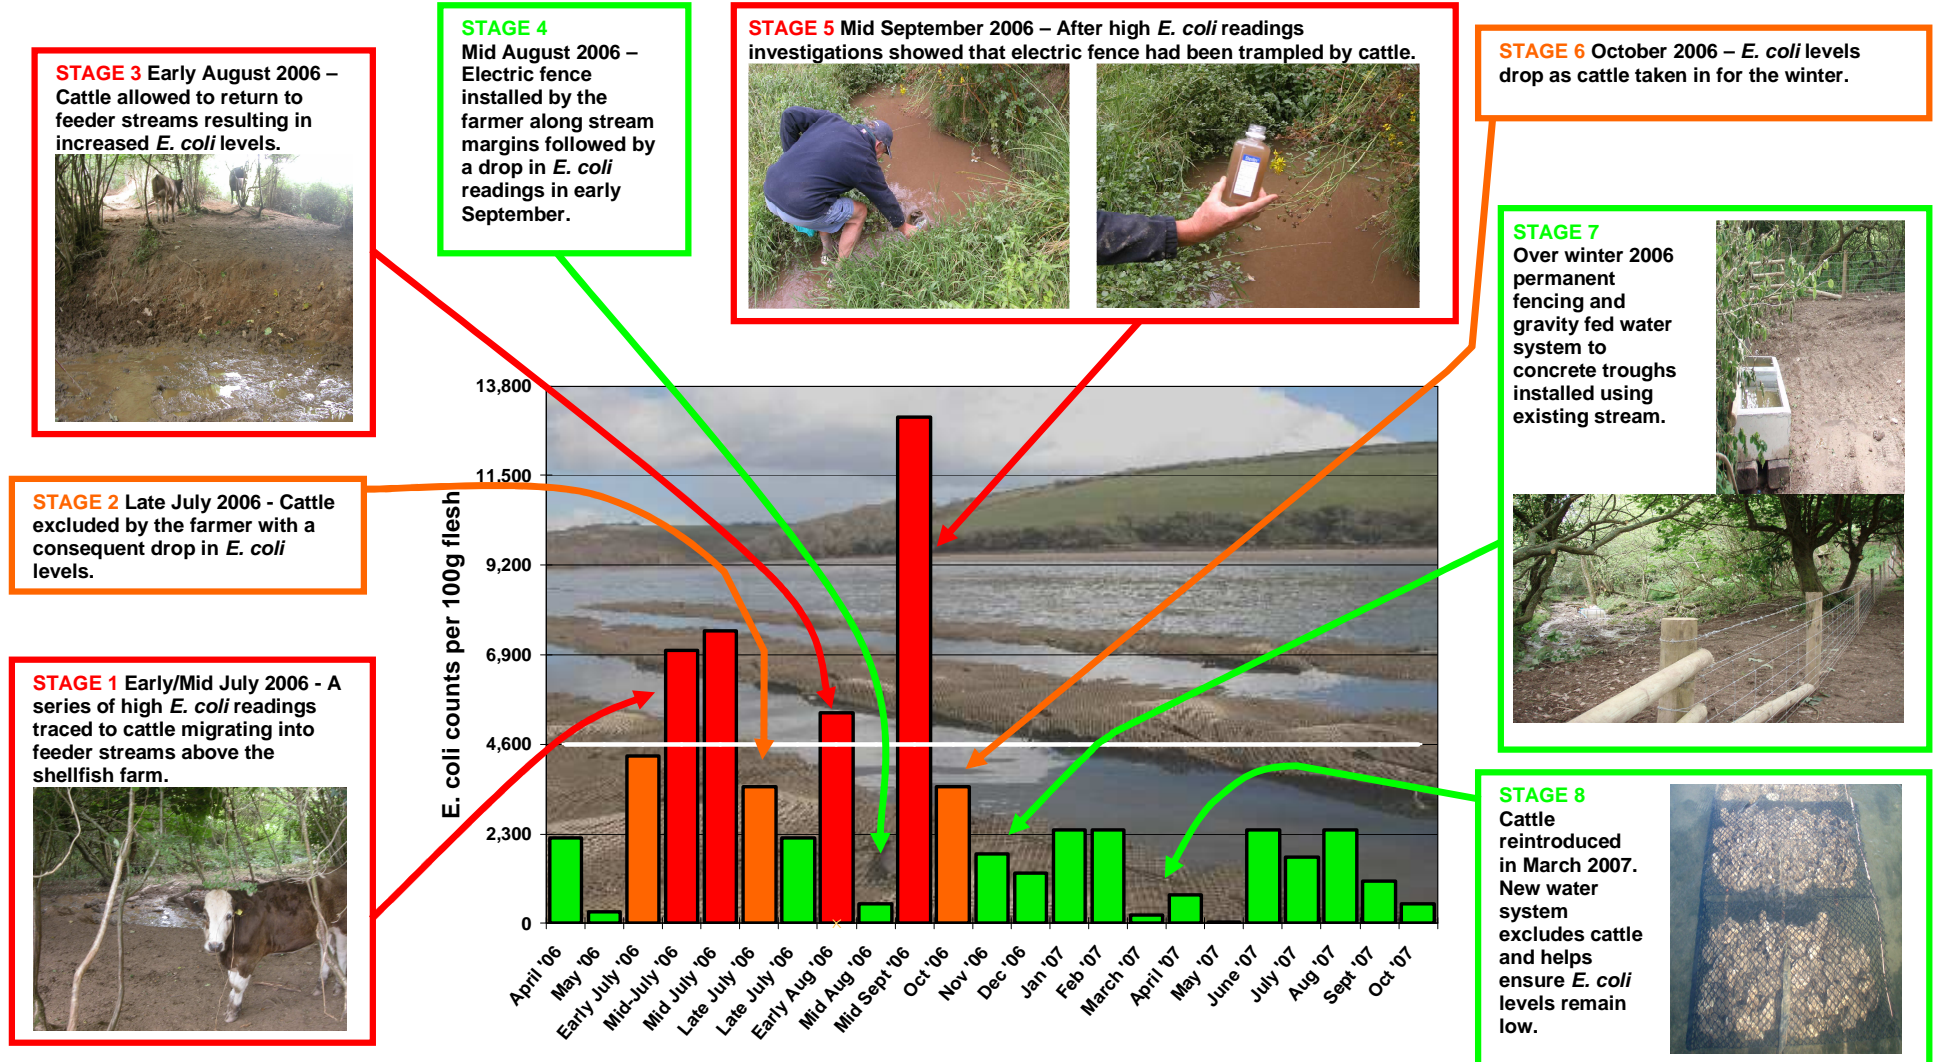 STAGE 3 Early August 2006 –
Cattle allowed to return to
feeder streams resulting in
increased E. coli levels.
STAGE 4
Mid August 2006 –
Electric fence
installed by the
farmer along stream
margins followed by
a drop in E. coli
readings in early
September.
STAGE 5 Mid September 2006 – After high E. coli readings
investigations showed that electric fence had been trampled by cattle.
STAGE 6 October 2006 – E. coli levels
drop as cattle taken in for the winter.
STAGE 7
Over winter 2006
permanent
fencing and
gravity fed water
system to
concrete troughs
installed using
existing stream.
STAGE 2 Late July 2006 - Cattle
excluded by the farmer with a
consequent drop in E. coli
levels.
STAGE 1 Early/Mid July 2006 - A
series of high E. coli readings
traced to cattle migrating into
feeder streams above the
shellfish farm.
STAGE 8
Cattle
reintroduced
in March 2007.
New water
system
excludes cattle
and helps
ensure E. coli
levels remain
low.
E. coli counts per 100g flesh
13,800
11,500
9,200
6,900
4,600
2,300
0
April '06
May '06
Early July '06
Mid-July '06
Mid July '06
Late July '06
Late July '06
Early Aug '06
Mid Aug '06
Mid Sept '06
Oct '06
Nov '06
Dec '06
Jan '07
Feb '07
March '07
April '07
May '07
June '07
July '07
Aug '07
Sept '07
Oct '07